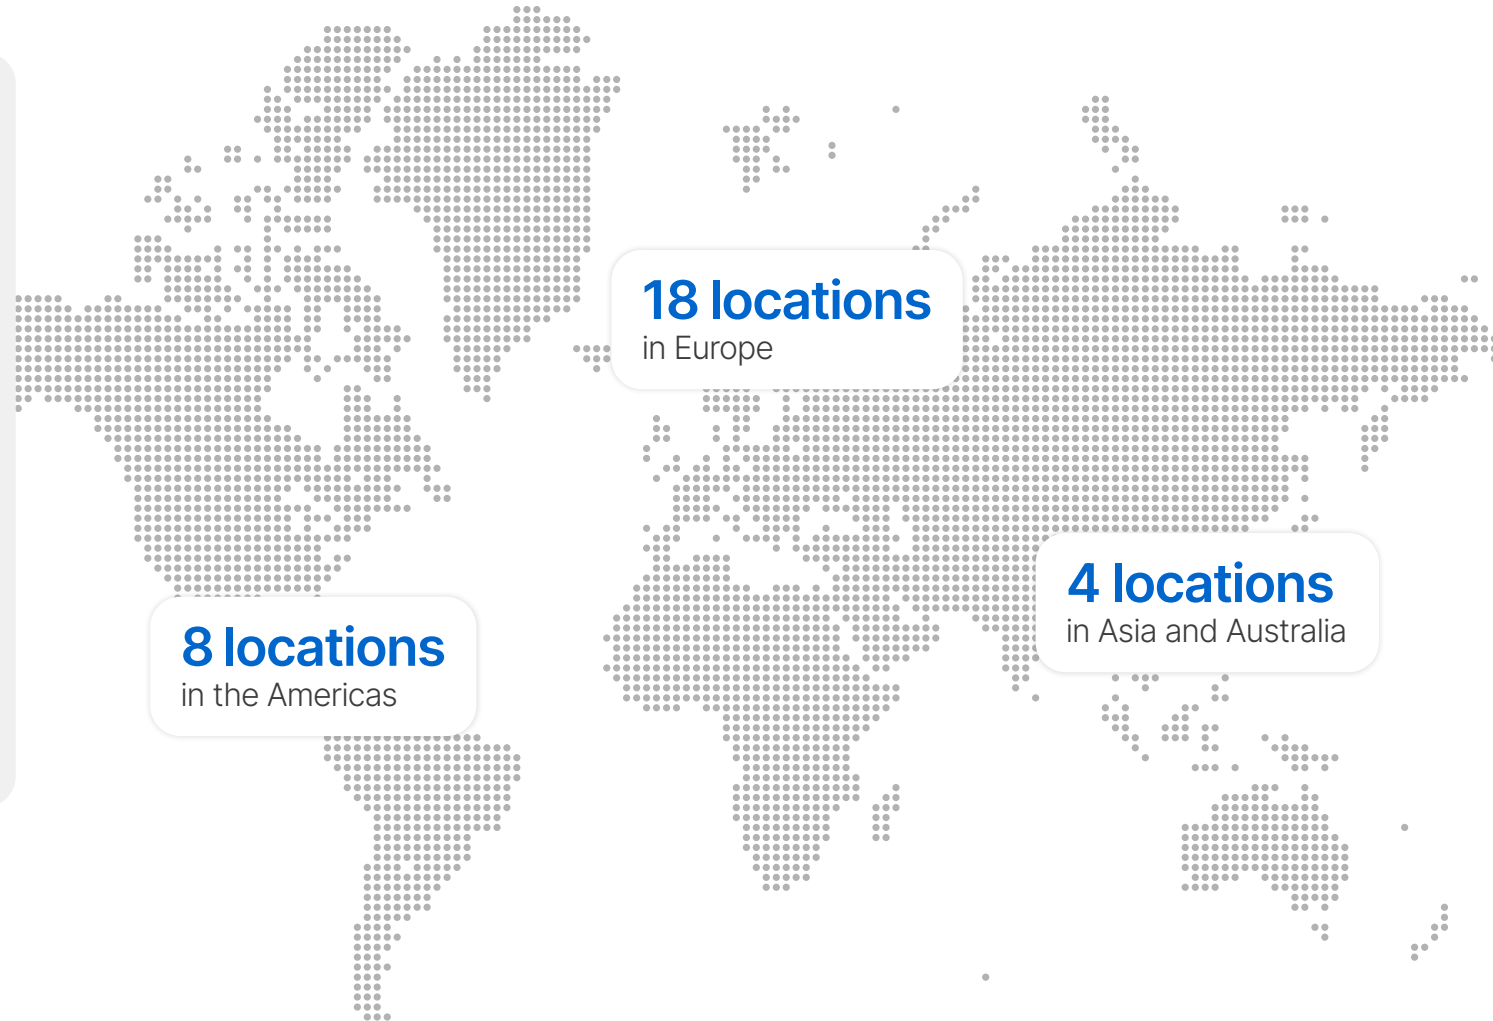 18 locations
in Europe
4 locations
in Asia and Australia
8 locations
in the Americas